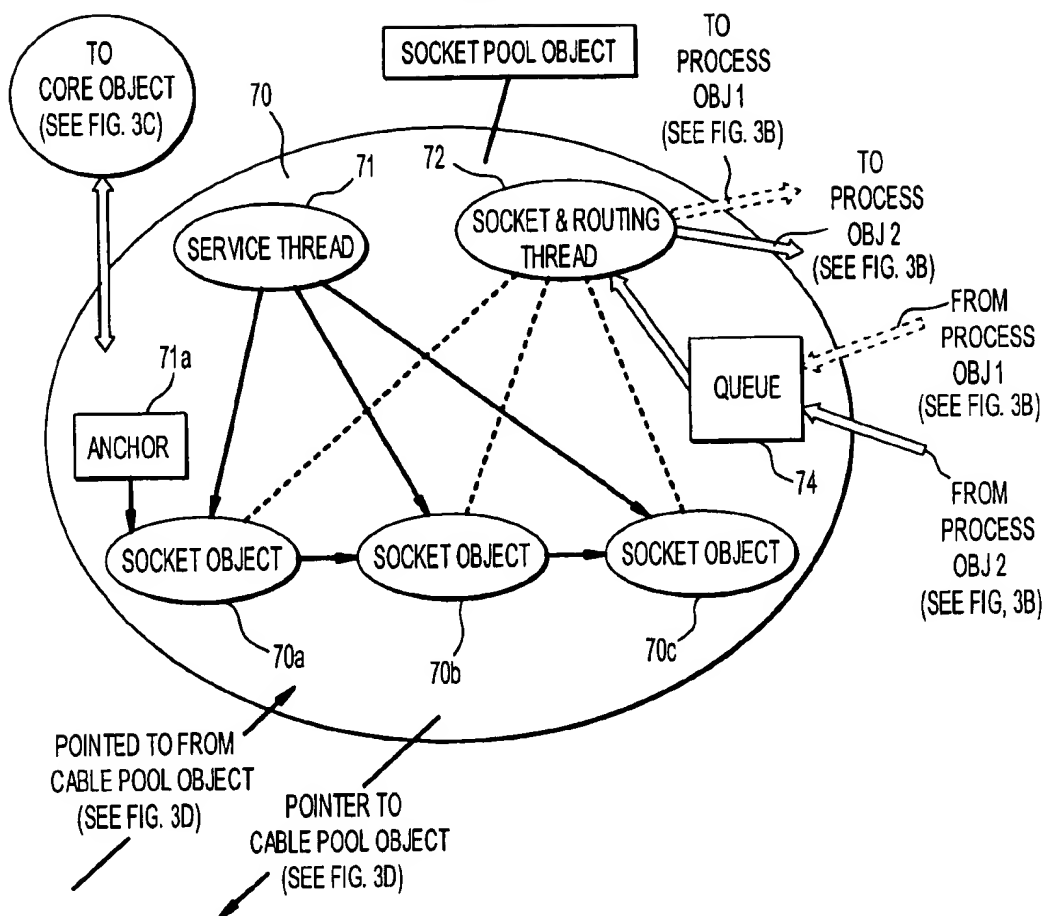 TO
CORE OBJECT
(SEE FIG. 3C)
SOCKET POOL OBJECT
TO
PROCESS
OBJ 1
(SEE FIG. 3B)
70
71
72
TO
PROCESS
OBJ 2
(SEE FIG. 3B)
SERVICE THREAD
SOCKET & ROUTING
THREAD
FROM
PROCESS
OBJ 1
(SEE FIG. 3B)
71a
ANCHOR
QUEUE
74
FROM
PROCESS
OBJ 2
(SEE FIG, 3B)
SOCKET OBJECT
SOCKET OBJECT
SOCKET OBJECT
70a
70b
70c
POINTED TO FROM
CABLE POOL OBJECT
(SEE FIG. 3D)
POINTER TO
CABLE POOL OBJECT
(SEE FIG. 3D)